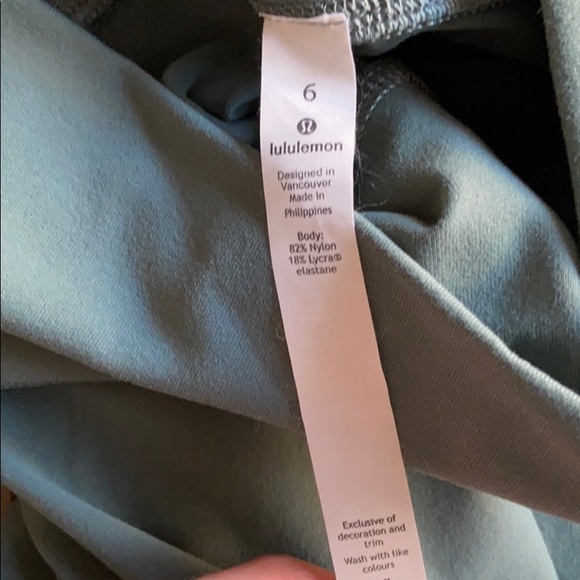 6
lululemon
Designed in
Vancouver
Made in
Philippines
Body:
82% Nylon
18% Lycra®
elastane
Exclusive of
decoration and
trim
Wash with like
colours